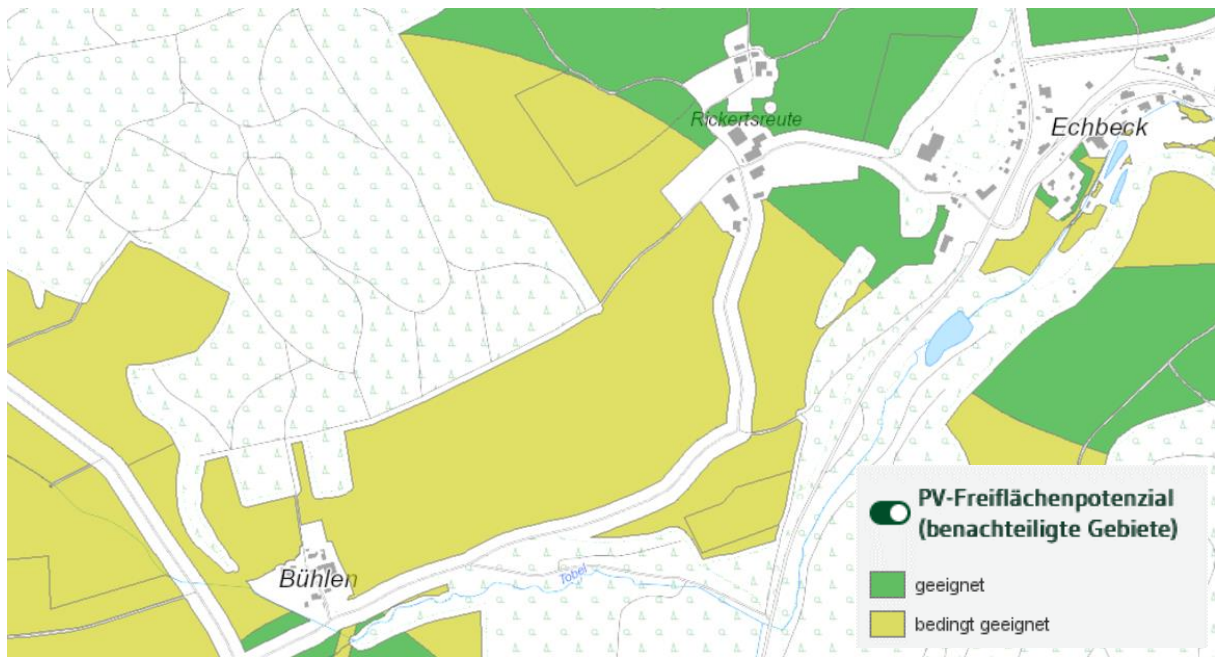 Rickertsreute
Echbeck
Bühlen
Tobel
PV-Freiflächenpotenzial
(benachteiligte Gebiete)
geeignet
bedingt geeignet